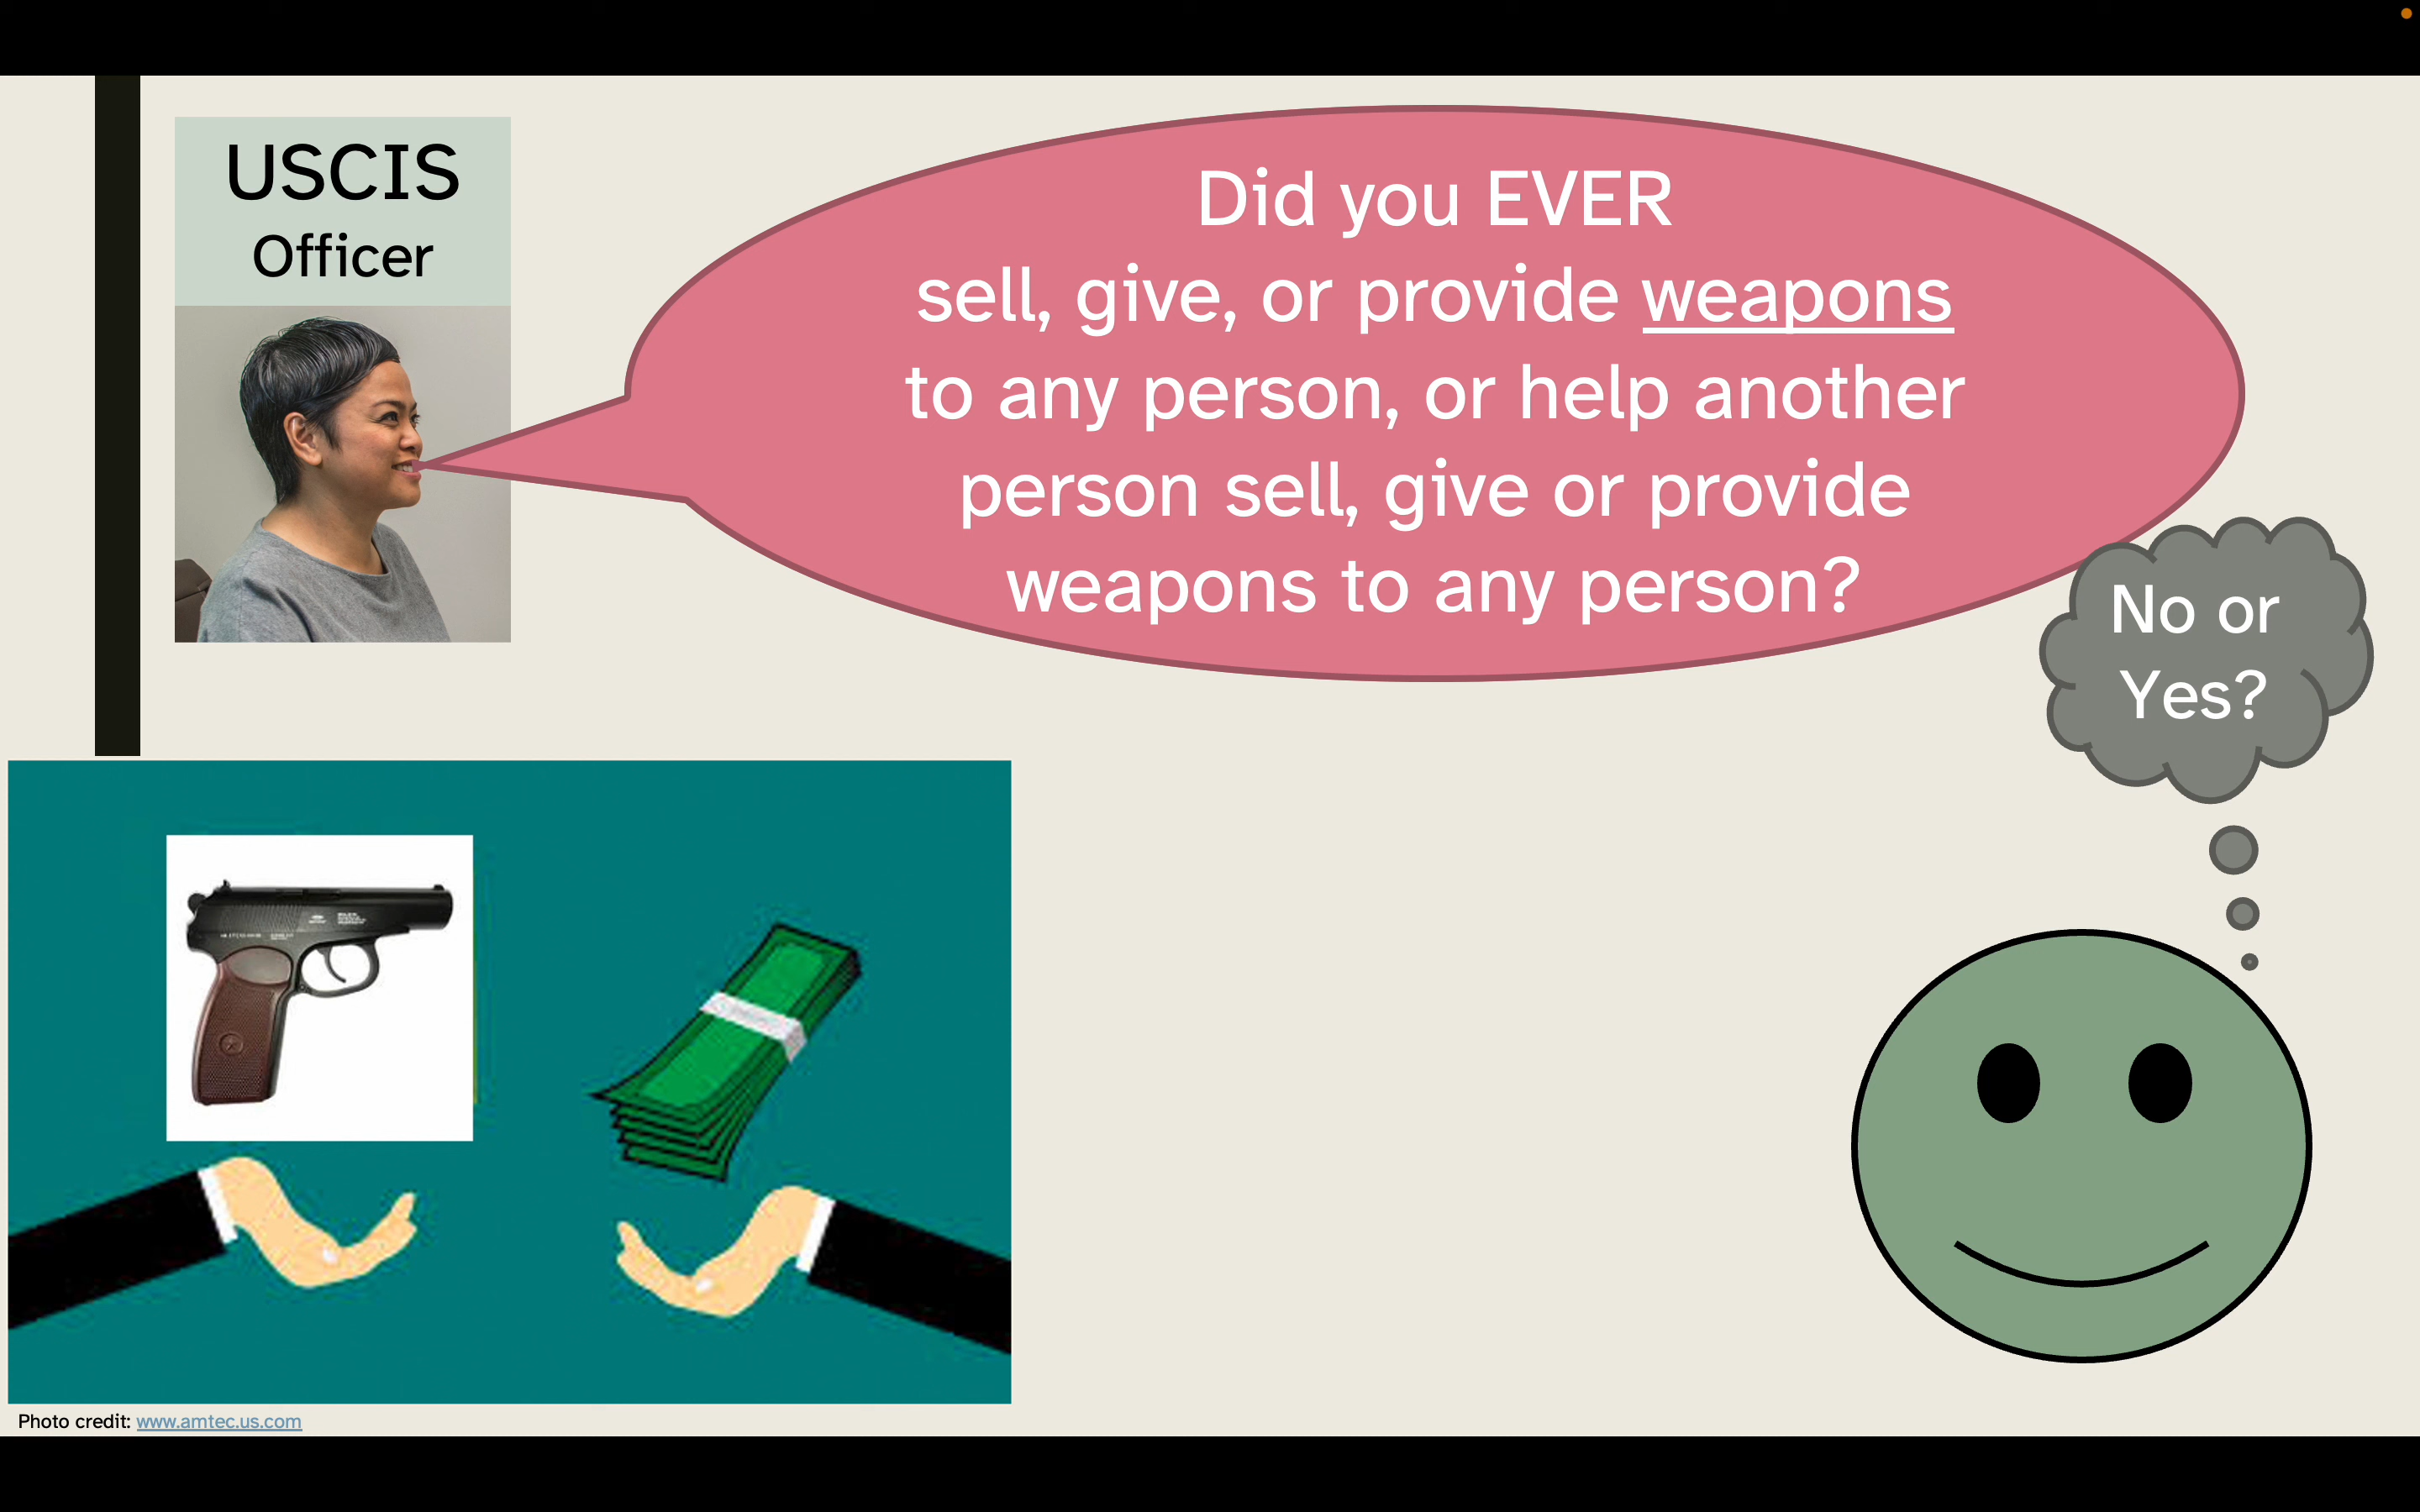 USCIS
Officer
Did you EVER
sell, give, or provide weapons
to any person, or help another
person sell, give or provide
weapons to any person?
No or
Yes?
Photo credit: www.amtec.us.com